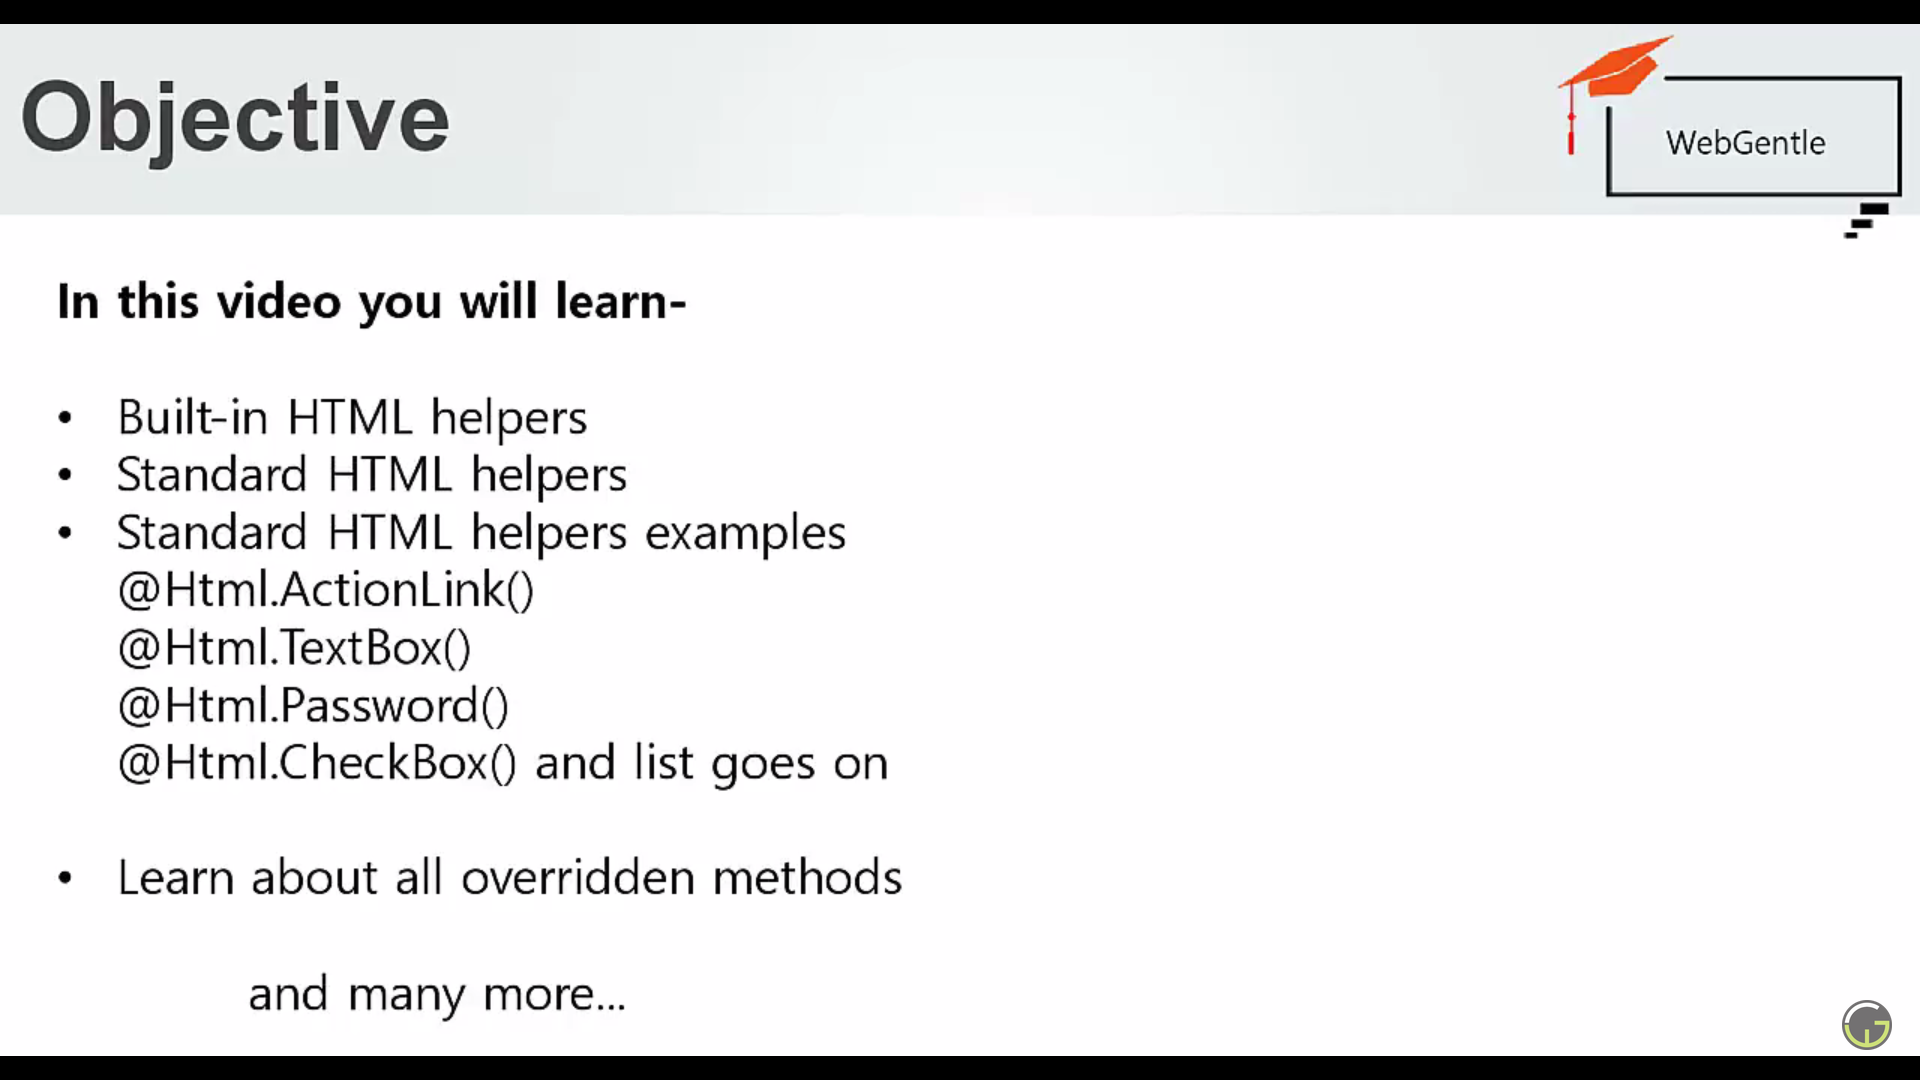 Objective
WebGentle
In this video you will learn-
• Built-in HTML helpers
• Standard HTML helpers
• Standard HTML helpers examples
@Html.ActionLink()
@Html.TextBox()
@Html.Password()
@Html.CheckBox() and list goes on
• Learn about all overridden methods
and many more...